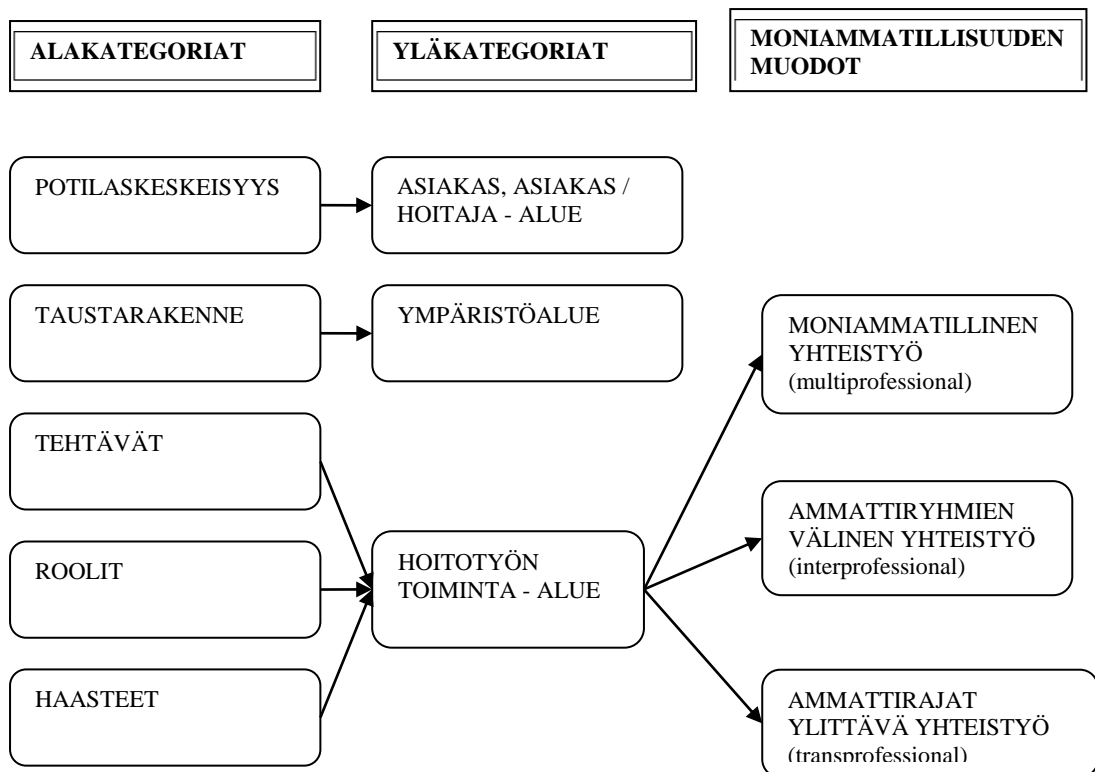 ALAKATEGORIAT
YLÄKATEGORIAT
MONIAMMATILLISUUDEN
MUODOT
POTILASKESKEISYYS
ASIAKAS, ASIAKAS /
HOITAJA - ALUE
TAUSTARAKENNE
YMPÄRISTÖALUE
MONIAMMATILLINEN
YHTEISTYÖ
(multiprofessional)
TEHTÄVÄT
ROOLIT
HOITOTYÖN
TOIMINTA - ALUE
AMMATTIRYHMIEN
VÄLINEN YHTEISTYÖ
(interprofessional)
HAASTEET
AMMATTIRAJAT
YLITTÄVÄ YHTEISTYÖ
(transprofessional)